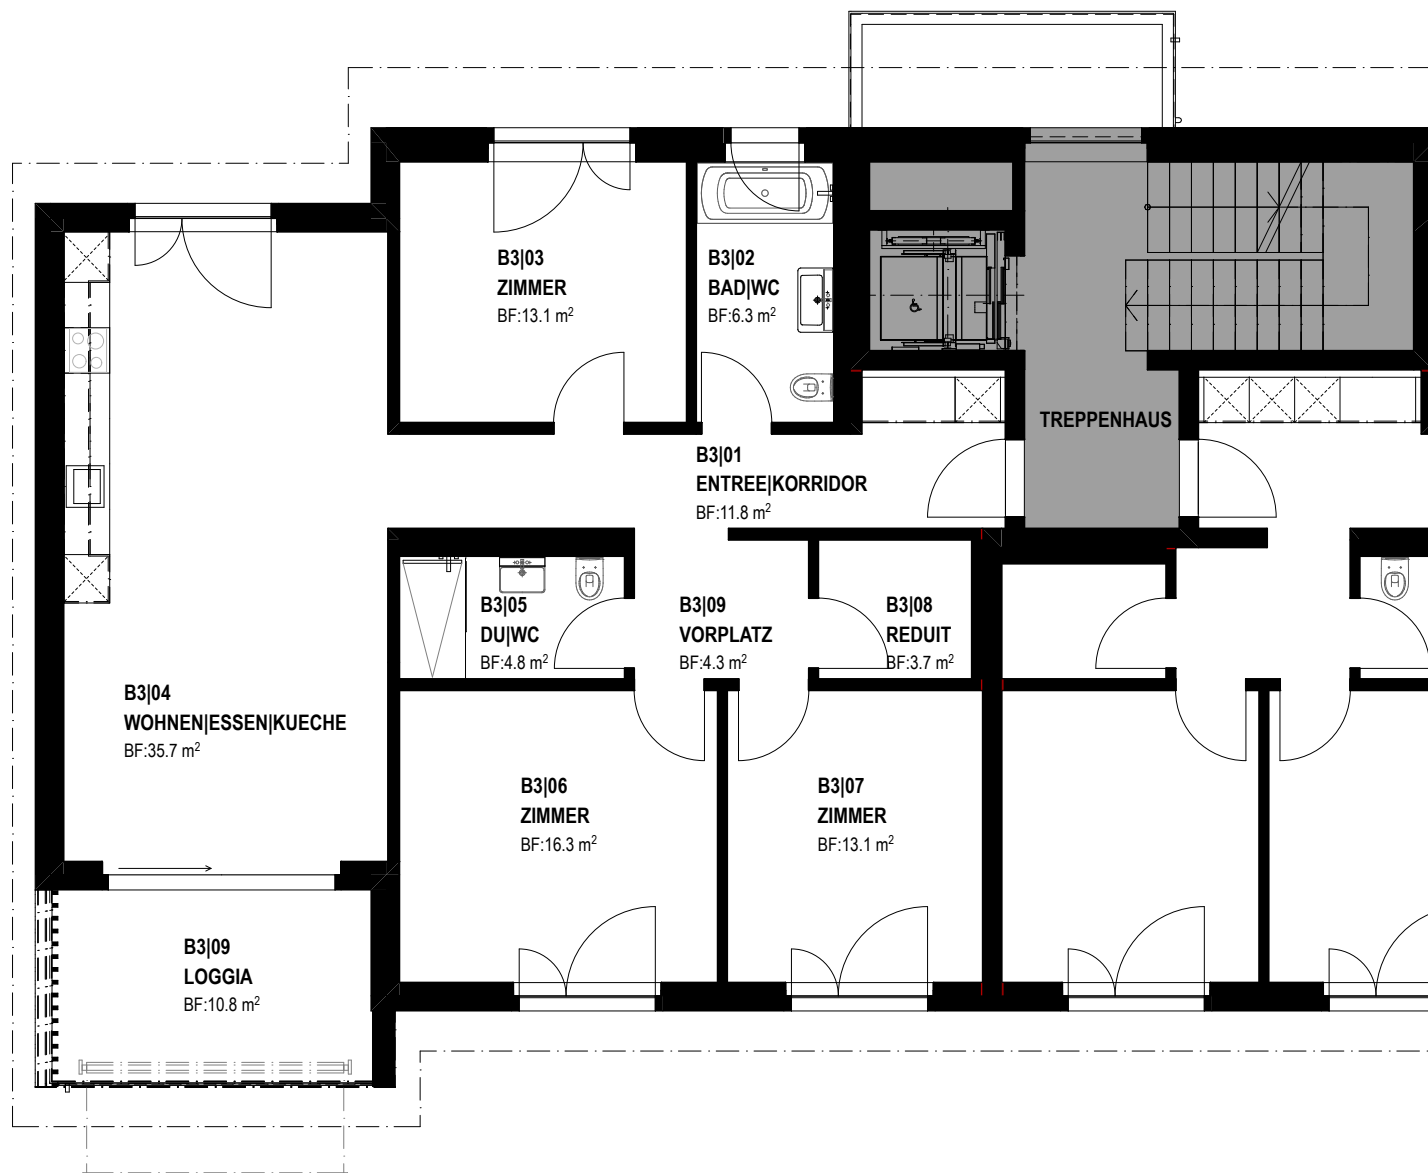 B3|03
ZIMMER
BF:13.1 m²
B3|02
BAD|WC
BF:6.3 m²
TREPPENHAUS
B3|01
ENTREE|KORRIDOR
BF:11.8 m²
B3|05
DU|WC
BF:4.8 m²
B3|09
VORPLATZ
BF:4.3 m²
B3|08
REDUIT
BF:3.7 m²
B3|04
WOHNEN|ESSEN|KUECHE
BF:35.7 m²
B3|06
ZIMMER
BF:16.3 m²
B3|07
ZIMMER
BF:13.1 m²
B3|09
LOGGIA
BF:10.8 m²